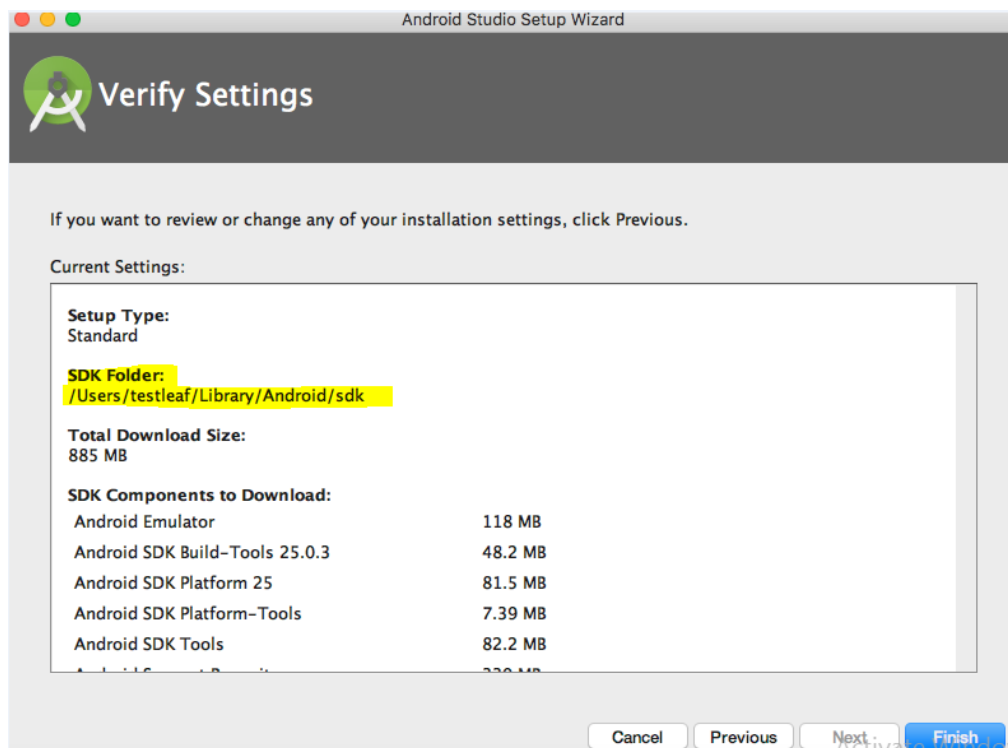 Android Studio Setup Wizard
Verify Settings
If you want to review or change any of your installation settings, click Previous.
Current Settings:
Setup Type:
Standard
SDK Folder:
/Users/testleaf/Library/Android/sdk
Total Download Size:
885 MB
SDK Components to Download:
Android Emulator 118 MB
Android SDK Build-Tools 25.0.3 48.2 MB
Android SDK Platform 25 81.5 MB
Android SDK Platform-Tools 7.39 MB
Android SDK Tools 82.2 MB
Cancel Previous Next Finish